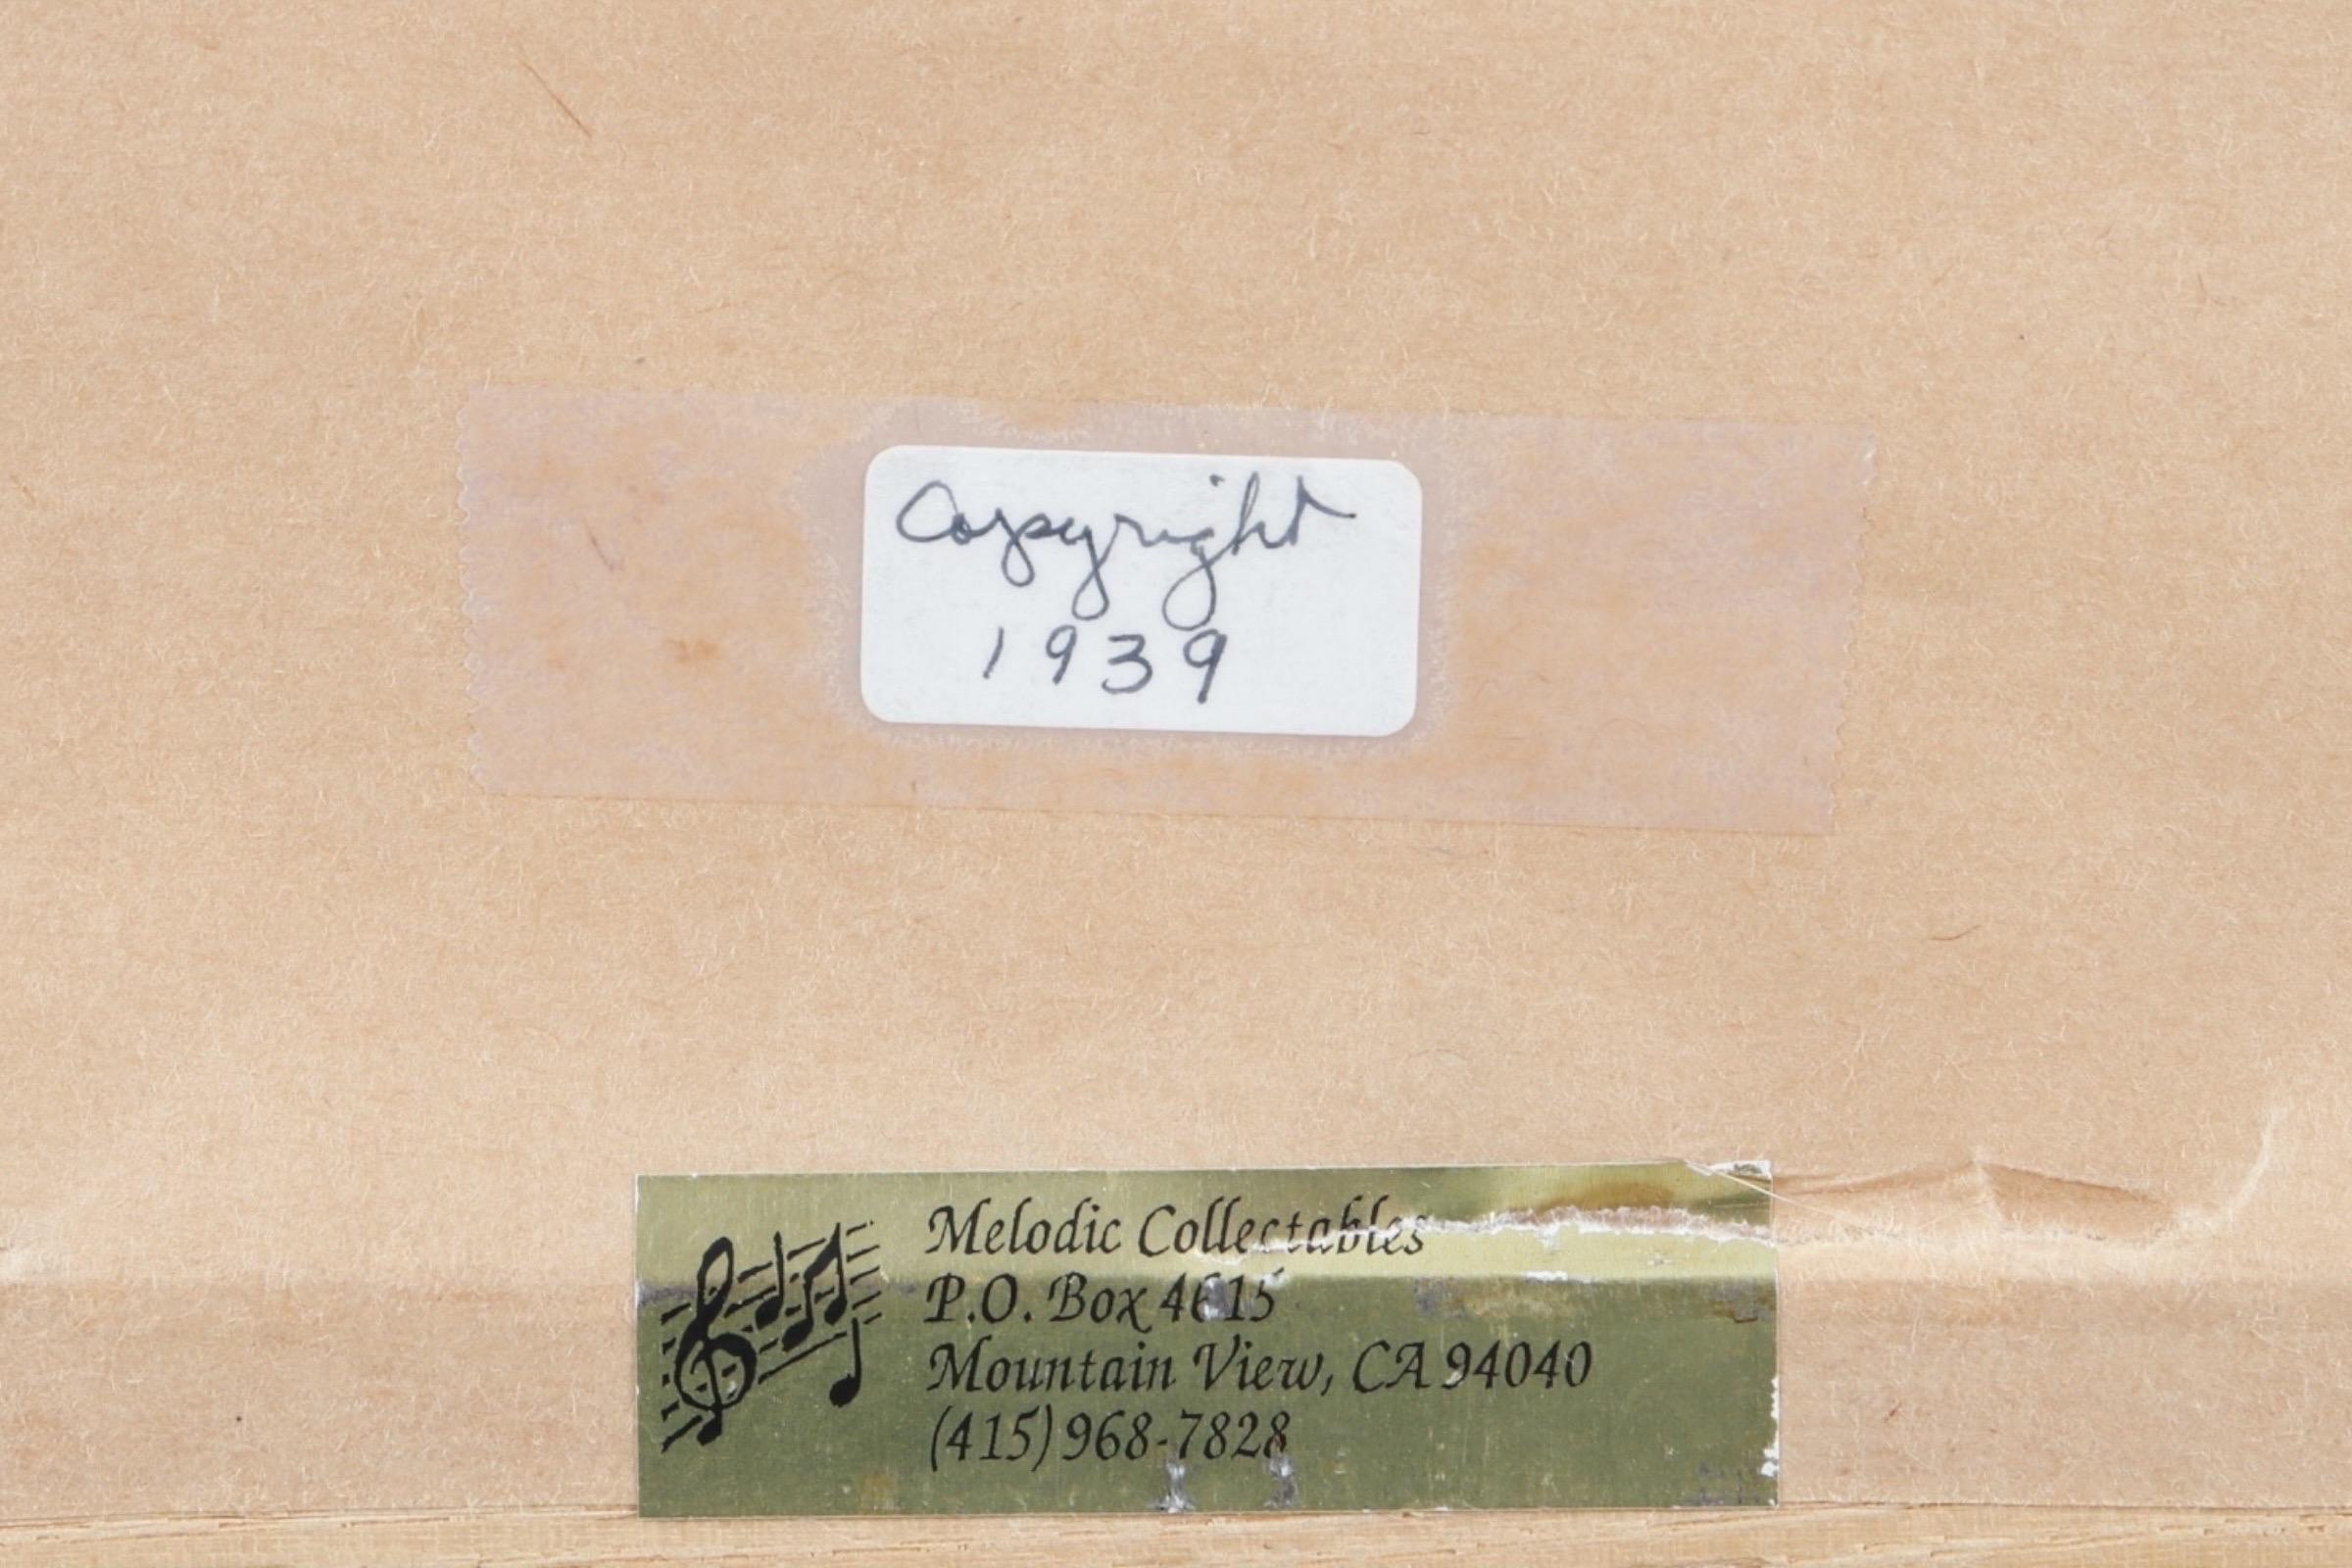 Copyright
1939
Melodic Collectables
P.O. Box 4615
Mountain View, CA 94040
(415) 968-7828